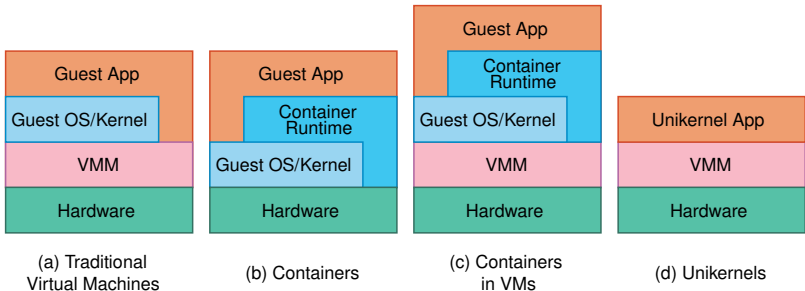 Guest App
Guest OS/Kernel
VMM
Hardware
(a) Traditional
Virtual Machines
Guest App
Container
Runtime
Guest OS/Kernel
Hardware
(b) Containers
Guest App
Container
Runtime
Guest OS/Kernel
VMM
Hardware
(c) Containers
in VMs
Unikernel App
VMM
Hardware
(d) Unikernels